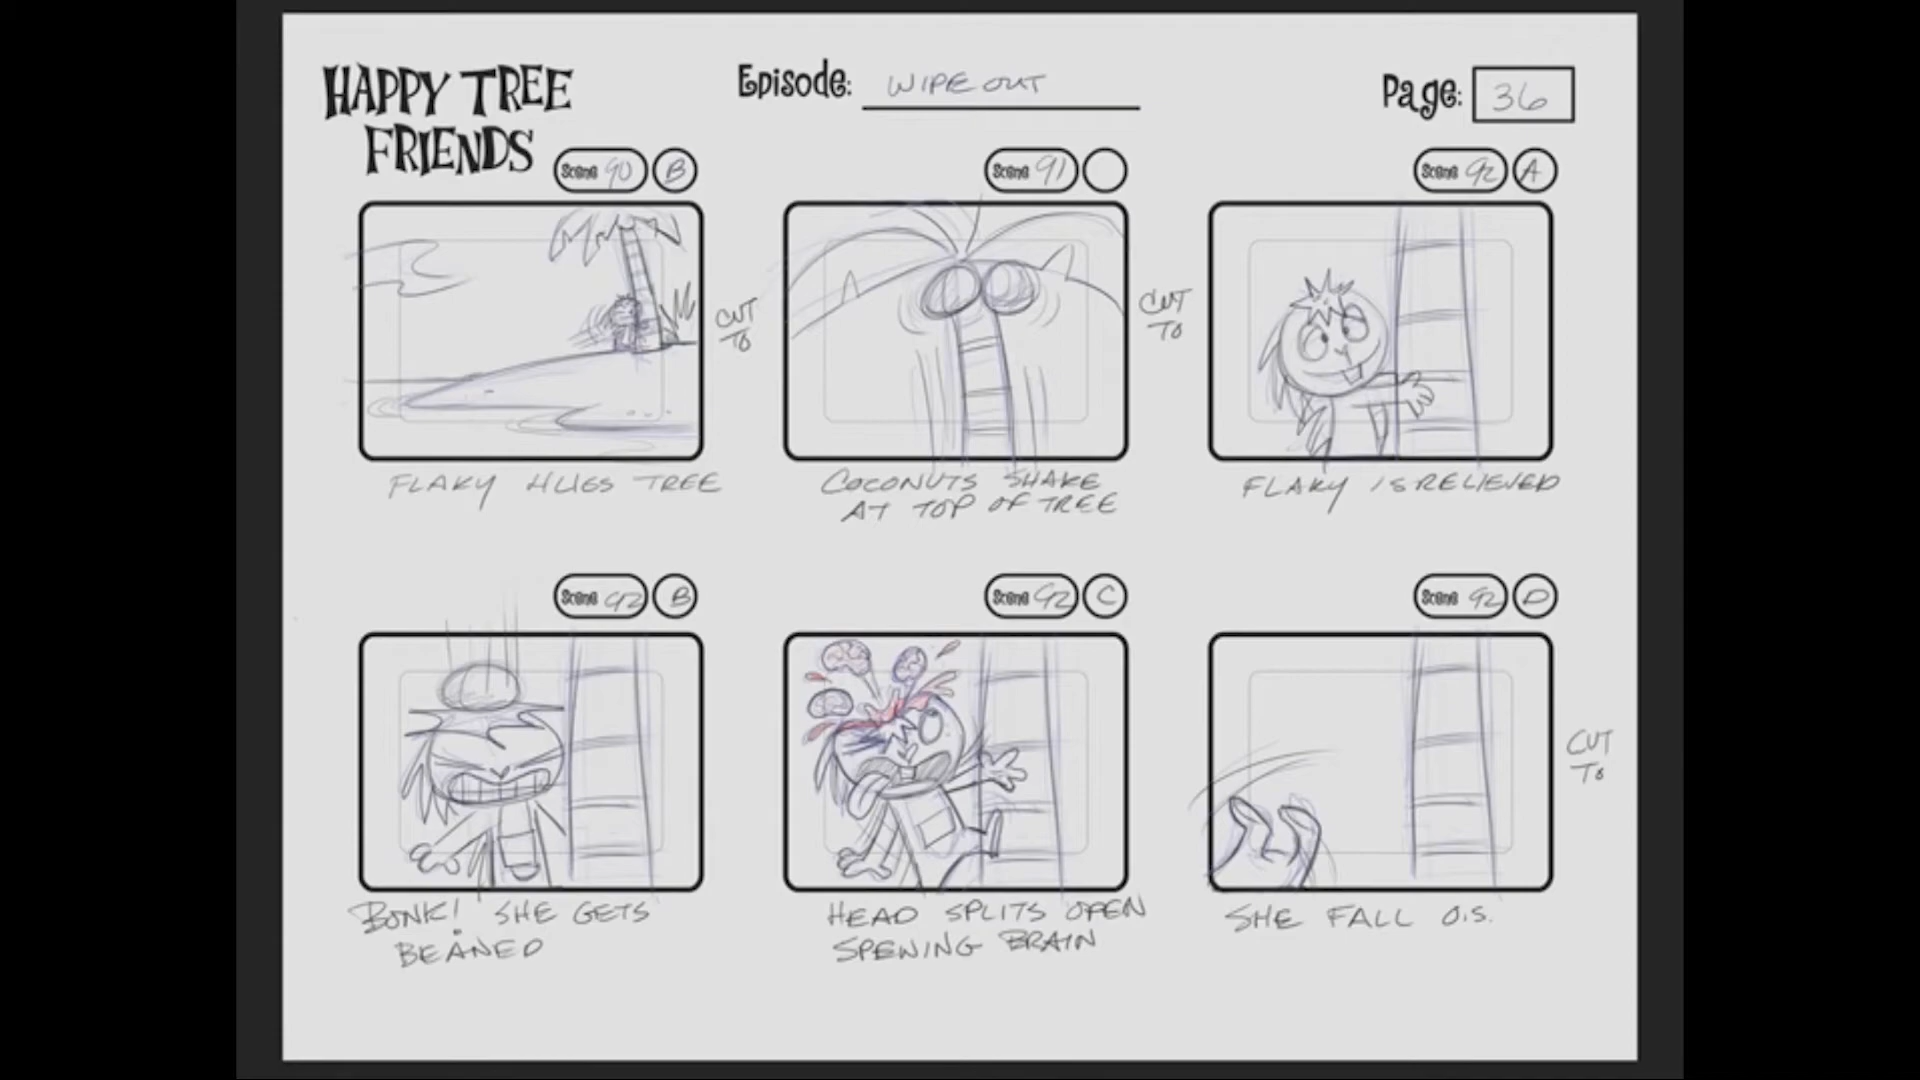 HAPPY TREE
FRIENDS
Episode: WIPE OUT
Page: 36
Scene 90 B
Scene 91
Scene 92 A
CUT
TO
CUT
TO
FLAKY HUGS TREE
COCONUTS SHAKE
AT TOP OF TREE
FLAKY IS RELIEVED
Scene 92 B
Scene 92 C
Scene 92 D
CUT
TO
BONK! SHE GETS
BEANED
HEAD SPLITS OPEN
SPEWING BRAIN
SHE FALL O.S.